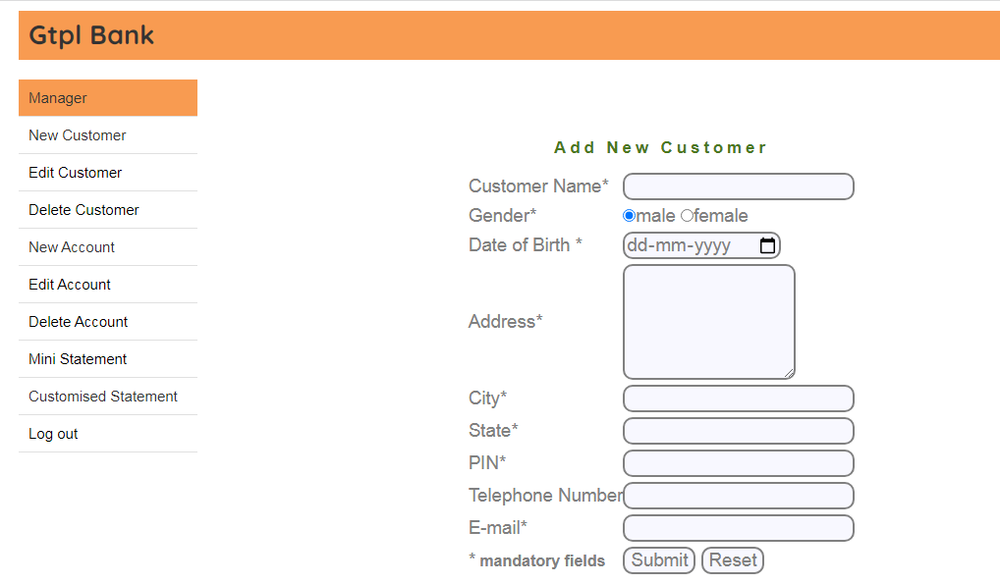 Gtpl Bank
Manager
New Customer
Edit Customer
Delete Customer
New Account
Edit Account
Delete Account
Mini Statement
Customised Statement
Log out
Add New Customer
Customer Name*
Gender* male female
Date of Birth * dd-mm-yyyy
Address*
City*
State*
PIN*
Telephone Number
E-mail*
* mandatory fields Submit Reset